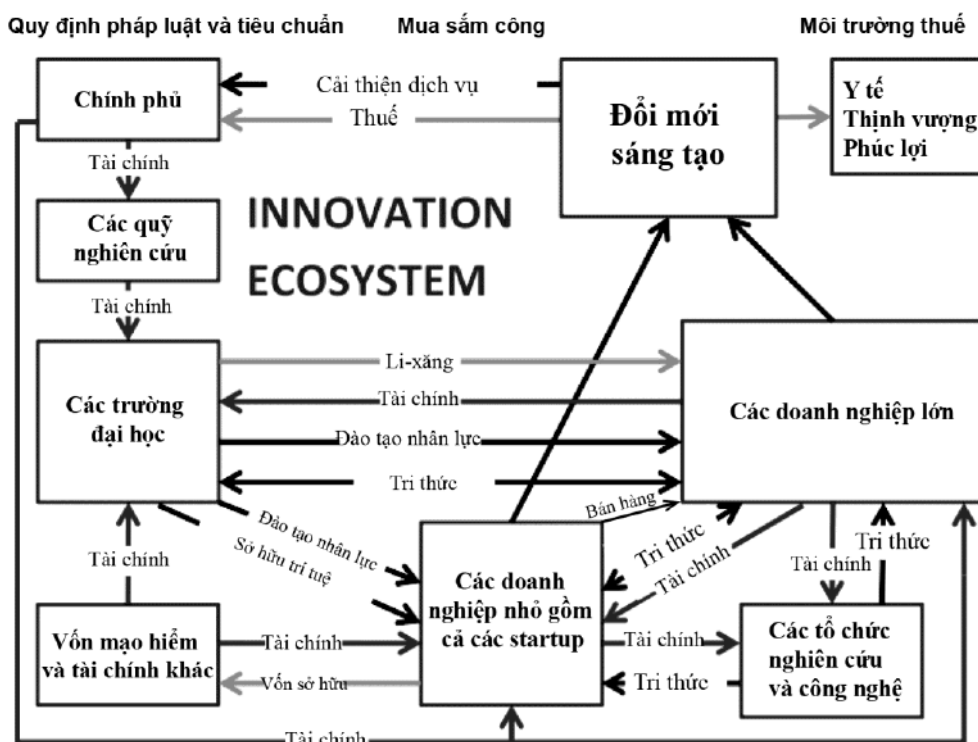 Quy định pháp luật và tiêu chuẩn
Mua sắm công
Môi trường thuế
Chính phủ
Cải thiện dịch vụ
Thuế
Đổi mới
sáng tạo
Y tế
Thịnh vượng
Phúc lợi
Tài chính
Các quỹ
nghiên cứu
INNOVATION
ECOSYSTEM
Tài chính
Các trường
đại học
Li-xăng
Tài chính
Đào tạo nhân lực
Tri thức
Các doanh nghiệp lớn
Bán hàng
Đào tạo nhân lực
Sở hữu trí tuệ
Tri thức
Tài chính
Tài chính
Tri thức
Tài chính
Các doanh
nghiệp nhỏ gồm
cả các startup
Vốn mạo hiểm
và tài chính khác
Tài chính
Vốn sở hữu
Tài chính
Tri thức
Các tổ chức
nghiên cứu
và công nghệ
Tài chính